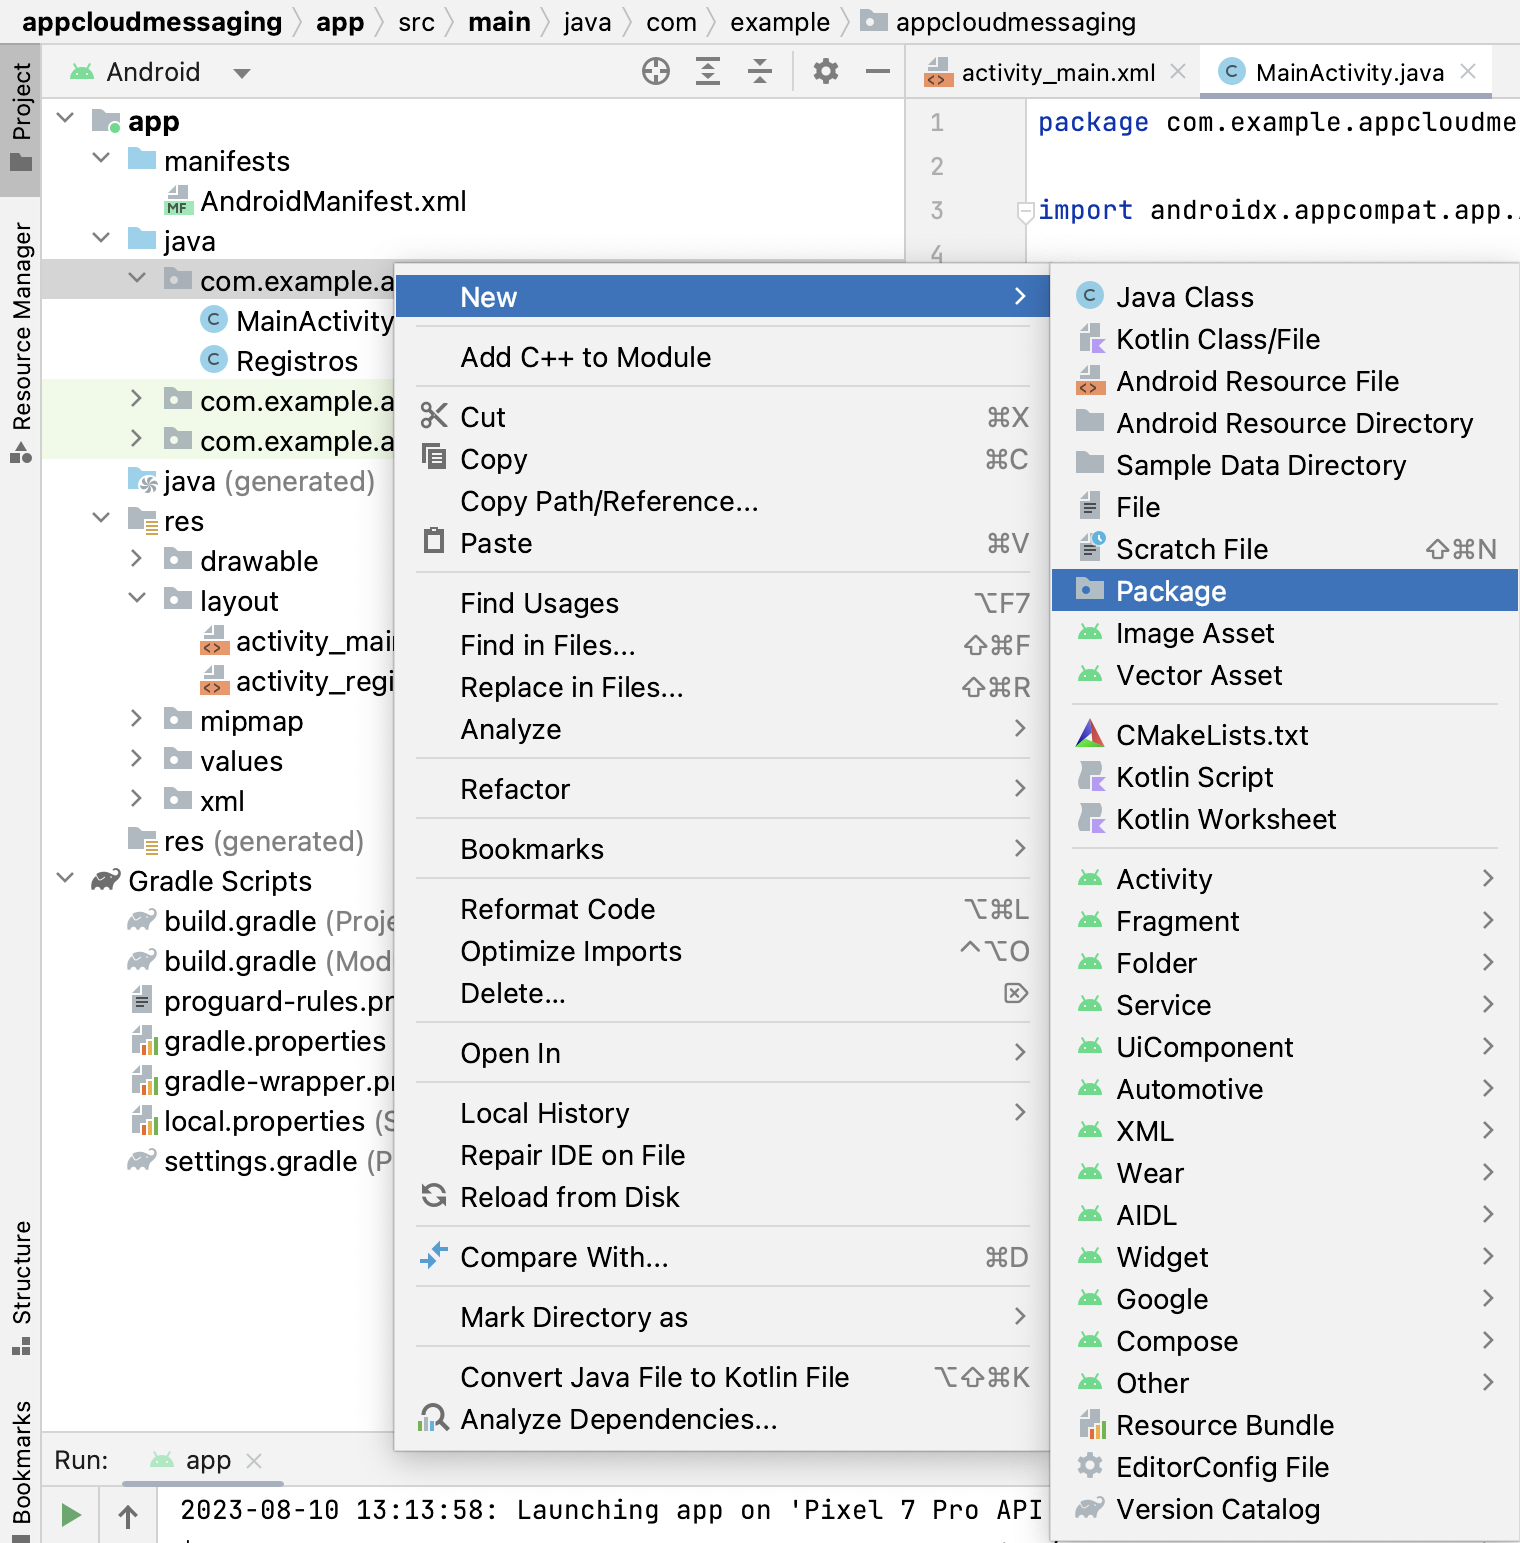 appcloudmessaging app src main java com example appcloudmessaging
Project
Resource Manager
Structure
Bookmarks
Android
activity_main.xml
MainActivity.java
app
manifests
AndroidManifest.xml
java
com.example.a
MainActivity
Registros
com.example.a
com.example.a
java (generated)
res
drawable
layout
activity_mai
activity_regi
mipmap
values
xml
res (generated)
Gradle Scripts
build.gradle (Proje
build.gradle (Mod
proguard-rules.pr
gradle.properties
gradle-wrapper.pr
local.properties (S
settings.gradle (P
1 package com.example.appcloudme
2
3 import androidx.appcompat.app.
4
New
Add C++ to Module
Cut ⌘X
Copy ⌘C
Copy Path/Reference...
Paste ⌘V
Find Usages ⌥F7
Find in Files... ⇧⌘F
Replace in Files... ⇧⌘R
Analyze
Refactor
Bookmarks
Reformat Code ⌥⌘L
Optimize Imports ^⌥O
Delete... ⌦
Open In
Local History
Repair IDE on File
Reload from Disk
Compare With... ⌘D
Mark Directory as
Convert Java File to Kotlin File ⌥⇧⌘K
Analyze Dependencies...
Java Class
Kotlin Class/File
Android Resource File
Android Resource Directory
Sample Data Directory
File
Scratch File ⇧⌘N
Package
Image Asset
Vector Asset
CMakeLists.txt
Kotlin Script
Kotlin Worksheet
Activity
Fragment
Folder
Service
UiComponent
Automotive
XML
Wear
AIDL
Widget
Google
Compose
Other
Resource Bundle
EditorConfig File
Version Catalog
Run: app
2023-08-10 13:13:58: Launching app on 'Pixel 7 Pro API